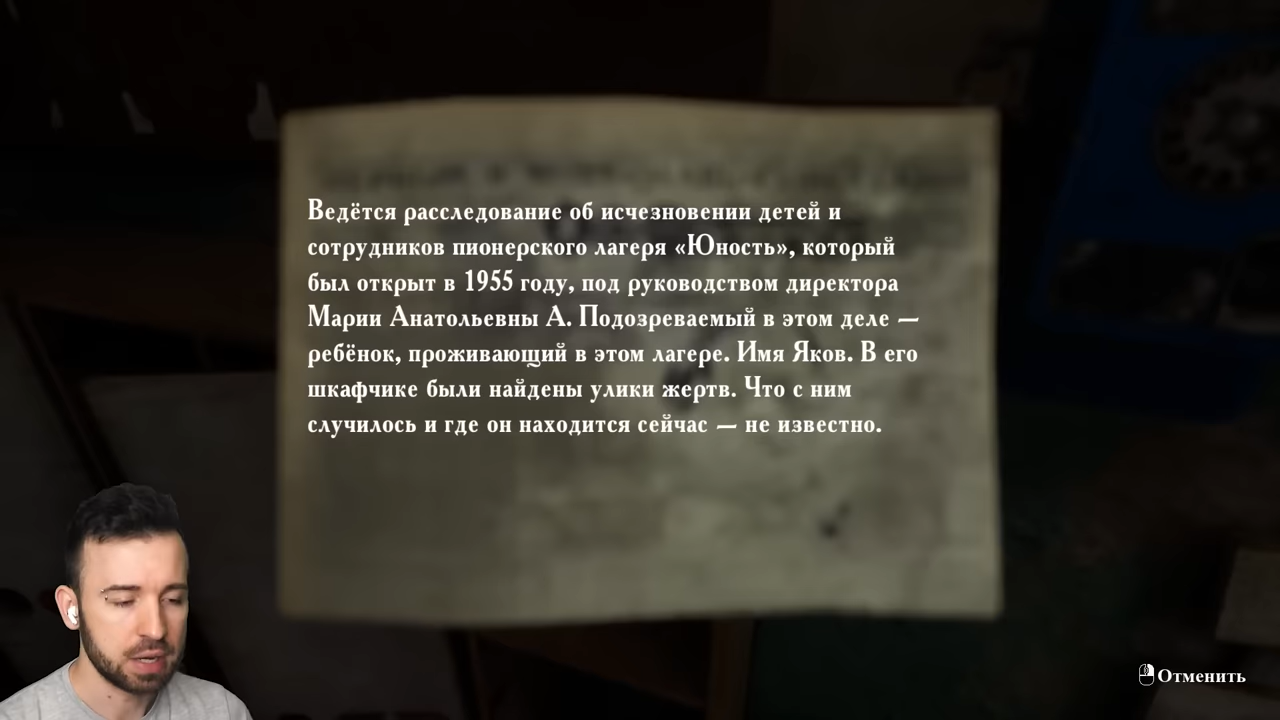 Ведётся расследование об исчезновении детей и
сотрудников пионерского лагеря «Юность», который
был открыт в 1955 году, под руководством директора
Марии Анатольевны А. Подозреваемый в этом деле —
ребёнок, проживающий в этом лагере. Имя Яков. В его
шкафчике были найдены улики жертв. Что с ним
случилось и где он находится сейчас — не известно.
Отменить